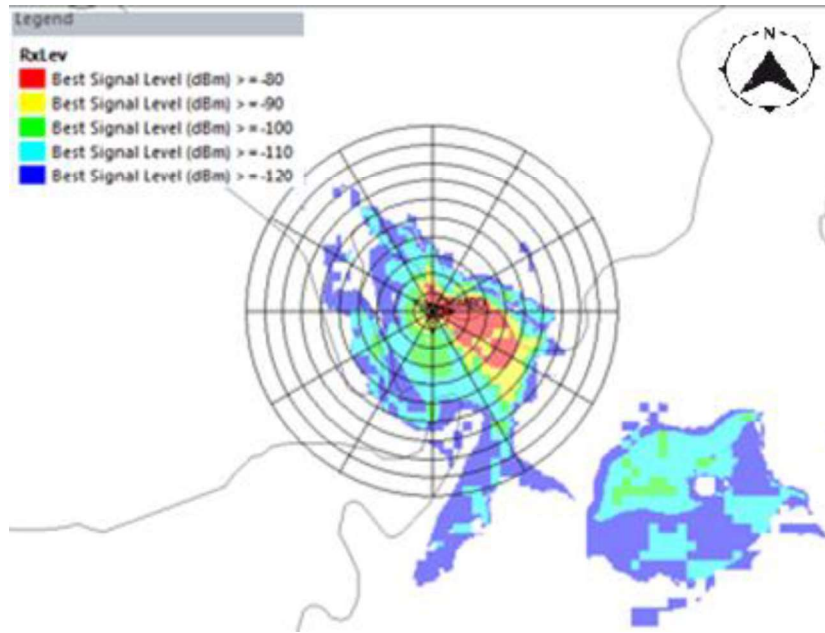 Legend
RxLev
Best Signal Level (dBm) >=-80
Best Signal Level (dBm) >=-90
Best Signal Level (dBm) >=-100
Best Signal Level (dBm) >=-110
Best Signal Level (dBm) >=-120
N